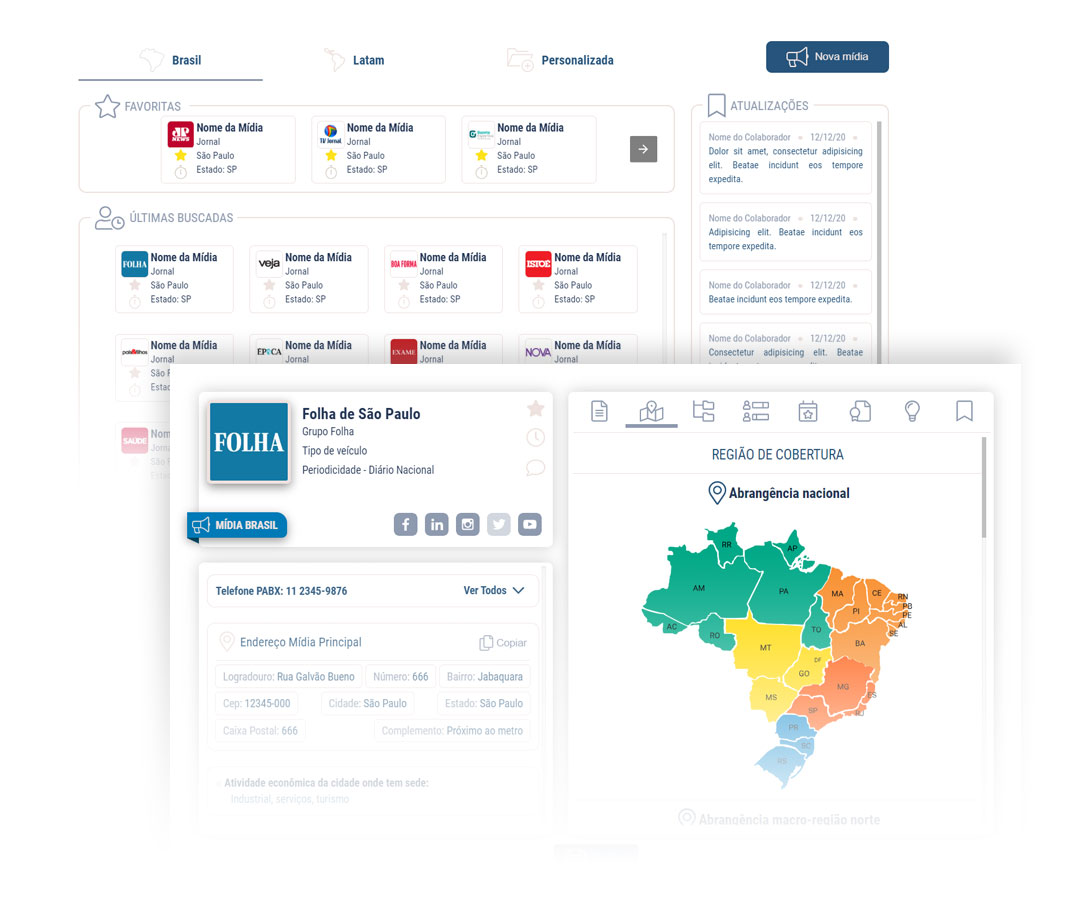 Brasil
Latam
Personalizada
Nova mídia
FAVORITAS
JP
NEWS
Nome da Mídia
Jornal
São Paulo
Estado: SP
TV Jornal
Nome da Mídia
Jornal
São Paulo
Estado: SP
Nome da Mídia
Jornal
São Paulo
Estado: SP
ATUALIZAÇÕES
Nome do Colaborador 12/12/20
Dolor sit amet, consectetur adipisicing
elit. Beatae incidunt eos tempore
expedita.
Nome do Colaborador 12/12/20
Adipisicing elit. Beatae incidunt eos
tempore expedita.
Nome do Colaborador 12/12/20
Beatae incidunt eos tempore expedita.
Nome do Colaborador 12/12/20
Consectetur adipisicing elit. Beatae
ÚLTIMAS BUSCADAS
FOLHA
Nome da Mídia
Jornal
São Paulo
Estado: SP
veja
Nome da Mídia
Jornal
São Paulo
Estado: SP
BOA FORMA
Nome da Mídia
Jornal
São Paulo
Estado: SP
ISTOÉ
Nome da Mídia
Jornal
São Paulo
Estado: SP
Nome da Mídia
Jornal
São P
Estado
ÉPOCA
Nome da Mídia
Jornal
EXAME
Nome da Mídia
Jornal
NOVA
Nome da Mídia
Jornal
SAÚDE
Nom
Jorna
São P
Estad
FOLHA
Folha de São Paulo
Grupo Folha
Tipo de veículo
Periodicidade - Diário Nacional
MÍDIA BRASIL
Telefone PABX: 11 2345-9876
Ver Todos
Endereço Mídia Principal
Copiar
Logradouro: Rua Galvão Bueno
Número: 666
Bairro: Jabaquara
Cep: 12345-000
Cidade: São Paulo
Estado: São Paulo
Caixa Postal: 666
Complemento: Próximo ao metro
Atividade econômica da cidade onde tem sede:
Industrial, serviços, turismo
REGIÃO DE COBERTURA
Abrangência nacional
RR
AP
AM
PA
MA
CE
RN
PB
PE
AL
SE
PI
AC
RO
TO
MT
BA
DF
GO
MG
MS
ES
SP
RJ
PR
SC
RS
Abrangência macro-região norte